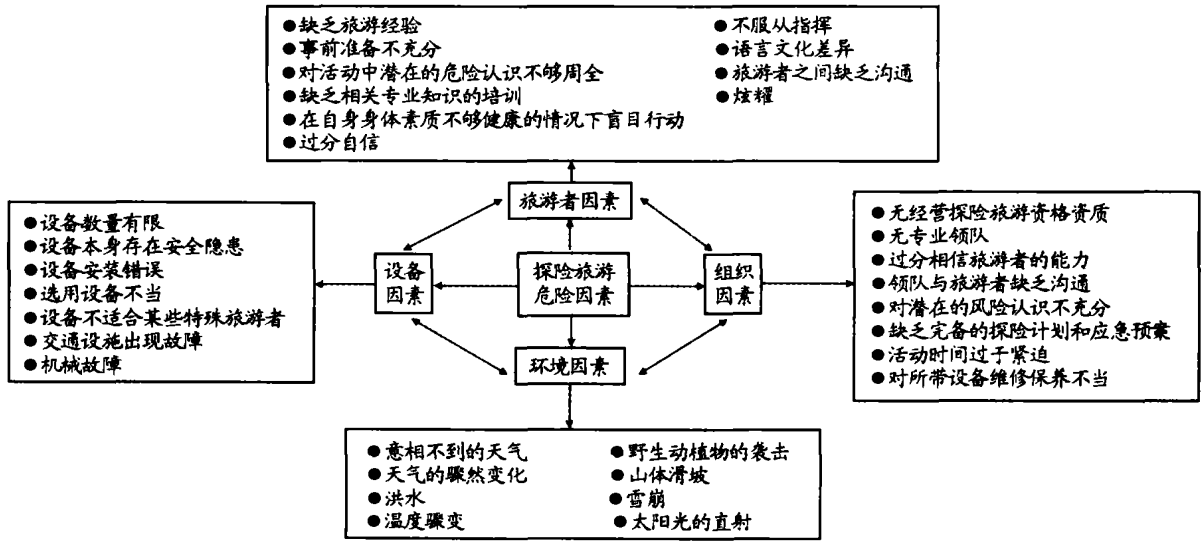 ●缺乏旅游经验
●事前准备不充分
●对活动中潜在的危险认识不够周全
●缺乏相关专业知识的培训
●在自身身体素质不够健康的情况下盲目行动
●过分自信
●不服从指挥
●语言文化差异
●旅游者之间缺乏沟通
●炫耀
旅游者因素
●设备数量有限
●设备本身存在安全隐患
●设备安装错误
●选用设备不当
●设备不适合某些特殊旅游者
●交通设施出现故障
●机械故障
设备
因素
探险旅游
危险因素
组织
因素
●无经营探险旅游资格资质
●无专业领队
●过分相信旅游者的能力
●领队与旅游者缺乏沟通
●对潜在的风险认识不充分
●缺乏完备的探险计划和应急预案
●活动时间过于紧迫
●对所带设备维修保养不当
环境因素
●意相不到的天气
●天气的骤然变化
●洪水
●温度骤变
●野生动植物的袭击
●山体滑坡
●雪崩
●太阳光的直射